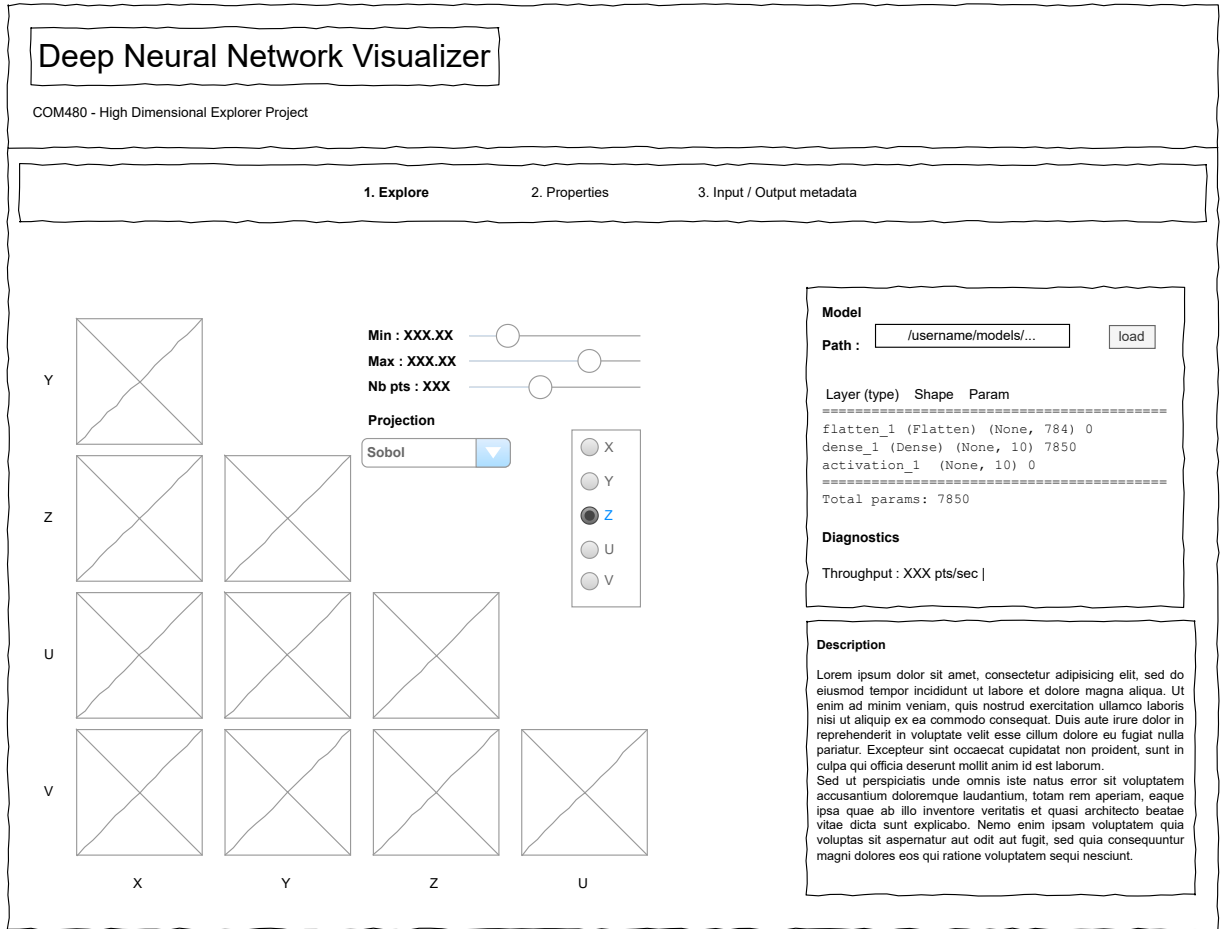 Deep Neural Network Visualizer
COM480 - High Dimensional Explorer Project
1. Explore 2. Properties 3. Input / Output metadata
Y
Z
U
V
X Y Z U
Min : XXX.XX
Max : XXX.XX
Nb pts : XXX
Projection
Sobol
X
Y
Z
U
V
Model
Path : /username/models/... load
Layer (type) Shape Param
=========================================
flatten_1 (Flatten) (None, 784) 0
dense_1 (Dense) (None, 10) 7850
activation_1 (None, 10) 0
=========================================
Total params: 7850
Diagnostics
Throughput : XXX pts/sec |
Description
Lorem ipsum dolor sit amet, consectetur adipisicing elit, sed do
eiusmod tempor incididunt ut labore et dolore magna aliqua. Ut
enim ad minim veniam, quis nostrud exercitation ullamco laboris
nisi ut aliquip ex ea commodo consequat. Duis aute irure dolor in
reprehenderit in voluptate velit esse cillum dolore eu fugiat nulla
pariatur. Excepteur sint occaecat cupidatat non proident, sunt in
culpa qui officia deserunt mollit anim id est laborum.
Sed ut perspiciatis unde omnis iste natus error sit voluptatem
accusantium doloremque laudantium, totam rem aperiam, eaque
ipsa quae ab illo inventore veritatis et quasi architecto beatae
vitae dicta sunt explicabo. Nemo enim ipsam voluptatem quia
voluptas sit aspernatur aut odit aut fugit, sed quia consequuntur
magni dolores eos qui ratione voluptatem sequi nesciunt.